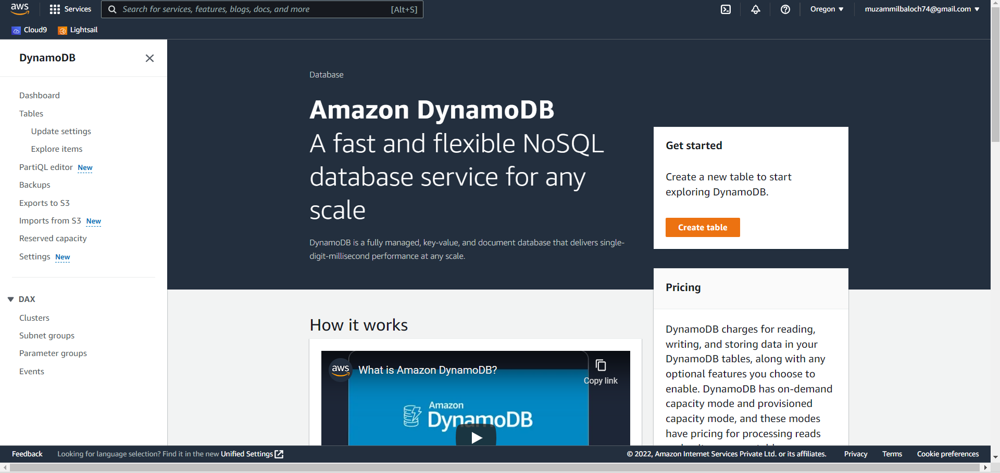 aws
Services
Search for services, features, blogs, docs, and more
[Alt+S]
Oregon
muzammilbaloch74@gmail.com
Cloud9
Lightsail
DynamoDB
Dashboard
Tables
Update settings
Explore items
PartiQL editor New
Backups
Exports to S3
Imports from S3 New
Reserved capacity
Settings New
DAX
Clusters
Subnet groups
Parameter groups
Events
Database
Amazon DynamoDB
A fast and flexible NoSQL
database service for any
scale
DynamoDB is a fully managed, key-value, and document database that delivers single-
digit-millisecond performance at any scale.
Get started
Create a new table to start
exploring DynamoDB.
Create table
How it works
aws
What is Amazon DynamoDB?
Copy link
Amazon
DynamoDB
Pricing
DynamoDB charges for reading,
writing, and storing data in your
DynamoDB tables, along with any
optional features you choose to
enable. DynamoDB has on-demand
capacity mode and provisioned
capacity mode, and these modes
have pricing for processing reads
Feedback
Looking for language selection? Find it in the new Unified Settings
© 2022, Amazon Internet Services Private Ltd. or its affiliates.
Privacy
Terms
Cookie preferences